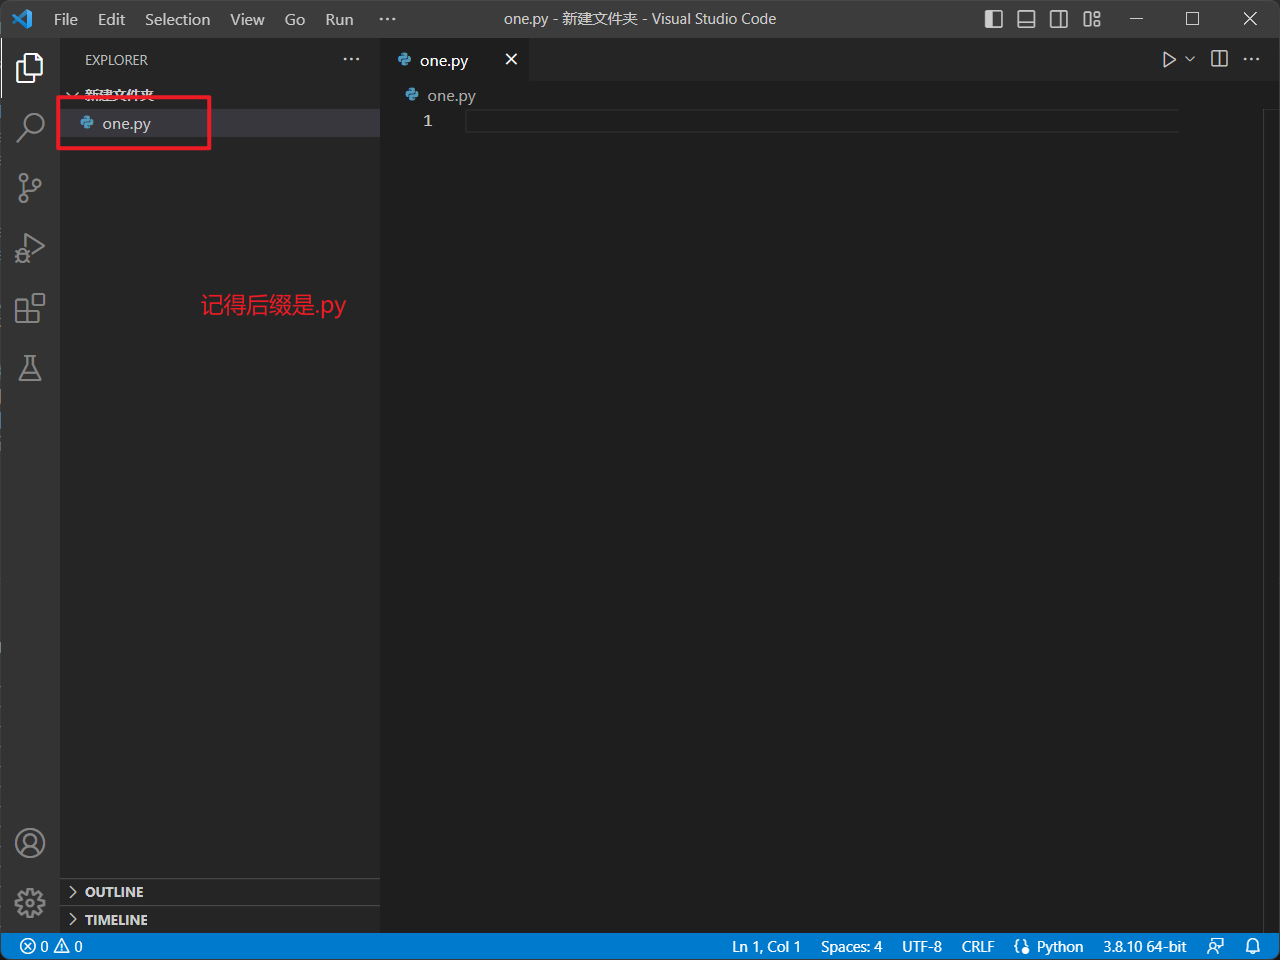 File Edit Selection View Go Run ···
one.py - 新建文件夹 - Visual Studio Code
EXPLORER ···
新建文件夹
one.py
记得后缀是.py
OUTLINE
TIMELINE
one.py
one.py
1
0 0
Ln 1, Col 1 Spaces: 4 UTF-8 CRLF Python 3.8.10 64-bit